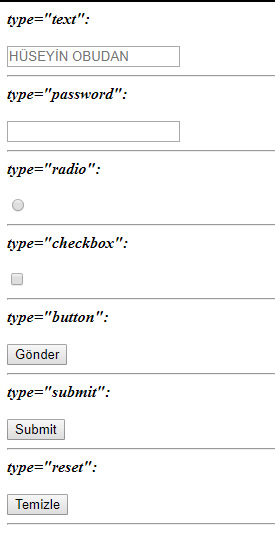 type="text":
HÜSEYİN OBUDAN
type="password":
type="radio":
type="checkbox":
type="button":
Gönder
type="submit":
Submit
type="reset":
Temizle